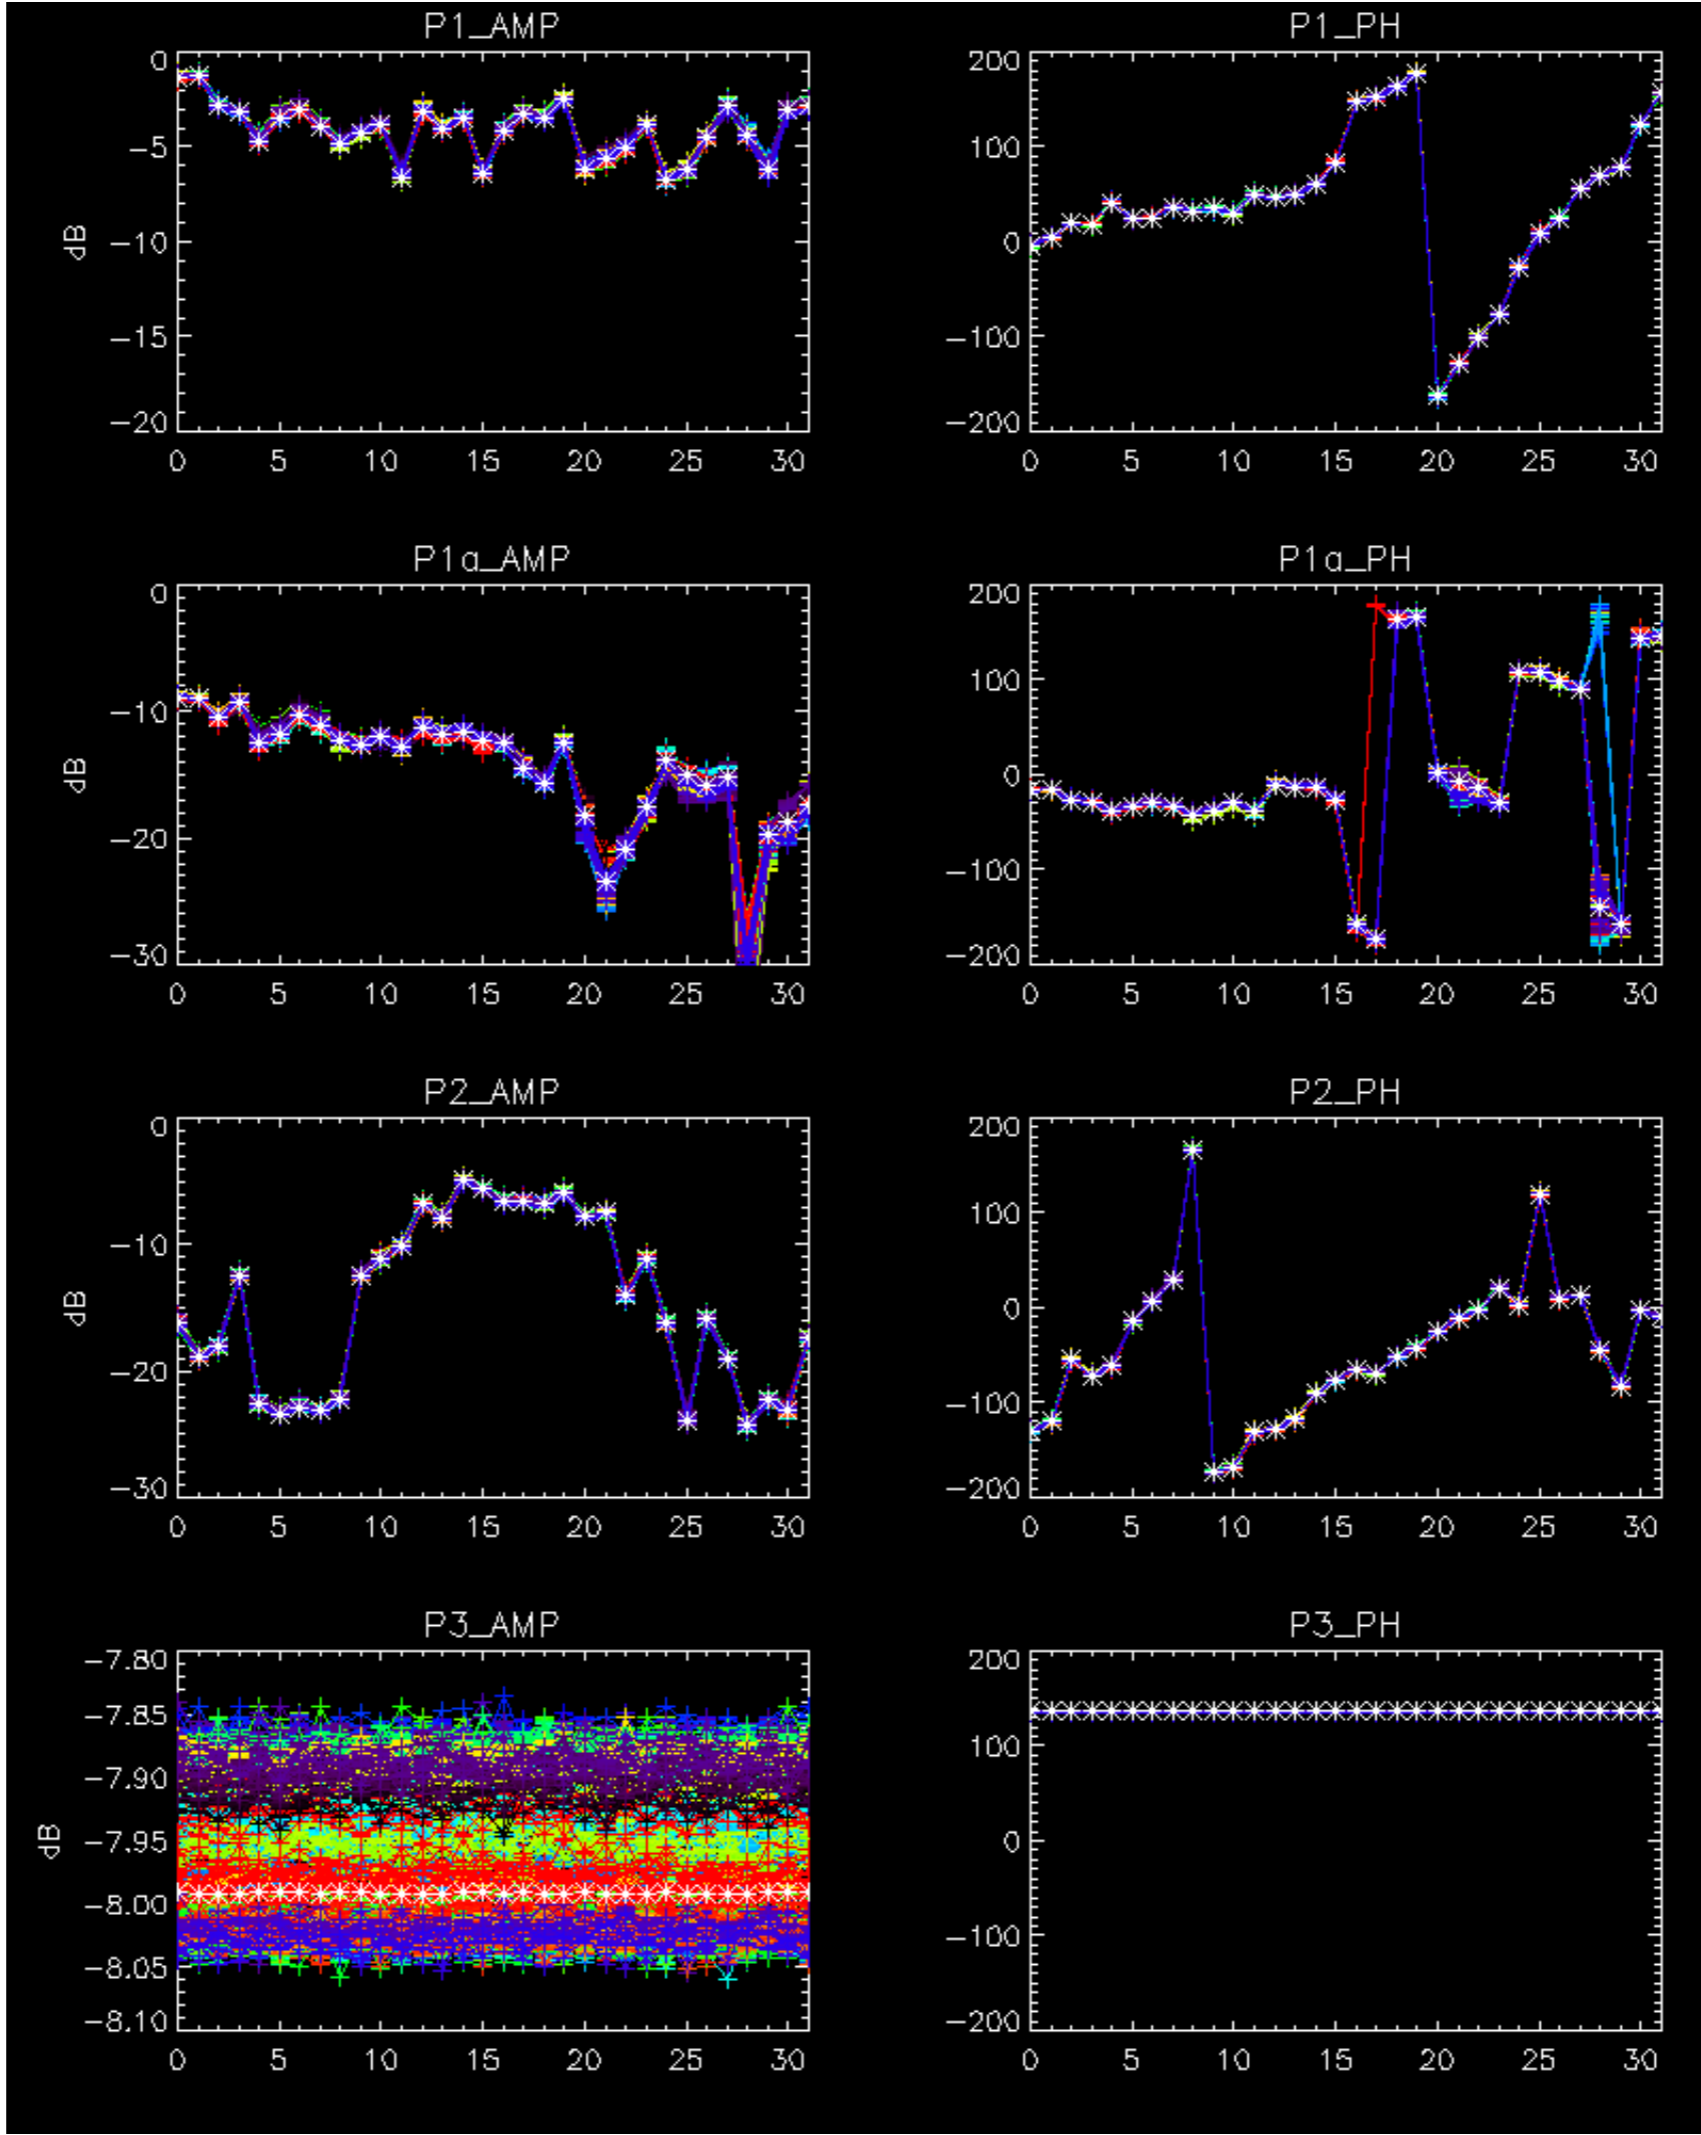 P1_AMP P1_PH
0 200
-5 100
dB -10 0
-15 -100
-20 -200
0 5 10 15 20 25 30 0 5 10 15 20 25 30
P1a_AMP P1a_PH
0 200
-10 100
dB 0
-20 -100
-30 -200
0 5 10 15 20 25 30 0 5 10 15 20 25 30
P2_AMP P2_PH
0 200
-10 100
dB 0
-20 -100
-30 -200
0 5 10 15 20 25 30 0 5 10 15 20 25 30
P3_AMP P3_PH
-7.80 200
-7.85
-7.90 100
dB -7.95 0
-8.00
-8.05 -100
-8.10 -200
0 5 10 15 20 25 30 0 5 10 15 20 25 30